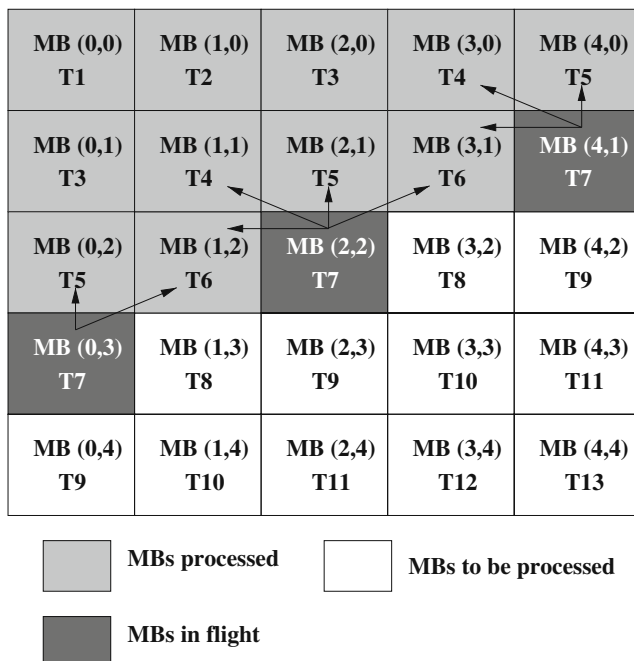 MB (0,0) MB (1,0) MB (2,0) MB (3,0) MB (4,0)
T1 T2 T3 T4 T5
MB (0,1) MB (1,1) MB (2,1) MB (3,1) MB (4,1)
T3 T4 T5 T6 T7
MB (0,2) MB (1,2) MB (2,2) MB (3,2) MB (4,2)
T5 T6 T7 T8 T9
MB (0,3) MB (1,3) MB (2,3) MB (3,3) MB (4,3)
T7 T8 T9 T10 T11
MB (0,4) MB (1,4) MB (2,4) MB (3,4) MB (4,4)
T9 T10 T11 T12 T13
MBs processed
MBs to be processed
MBs in flight